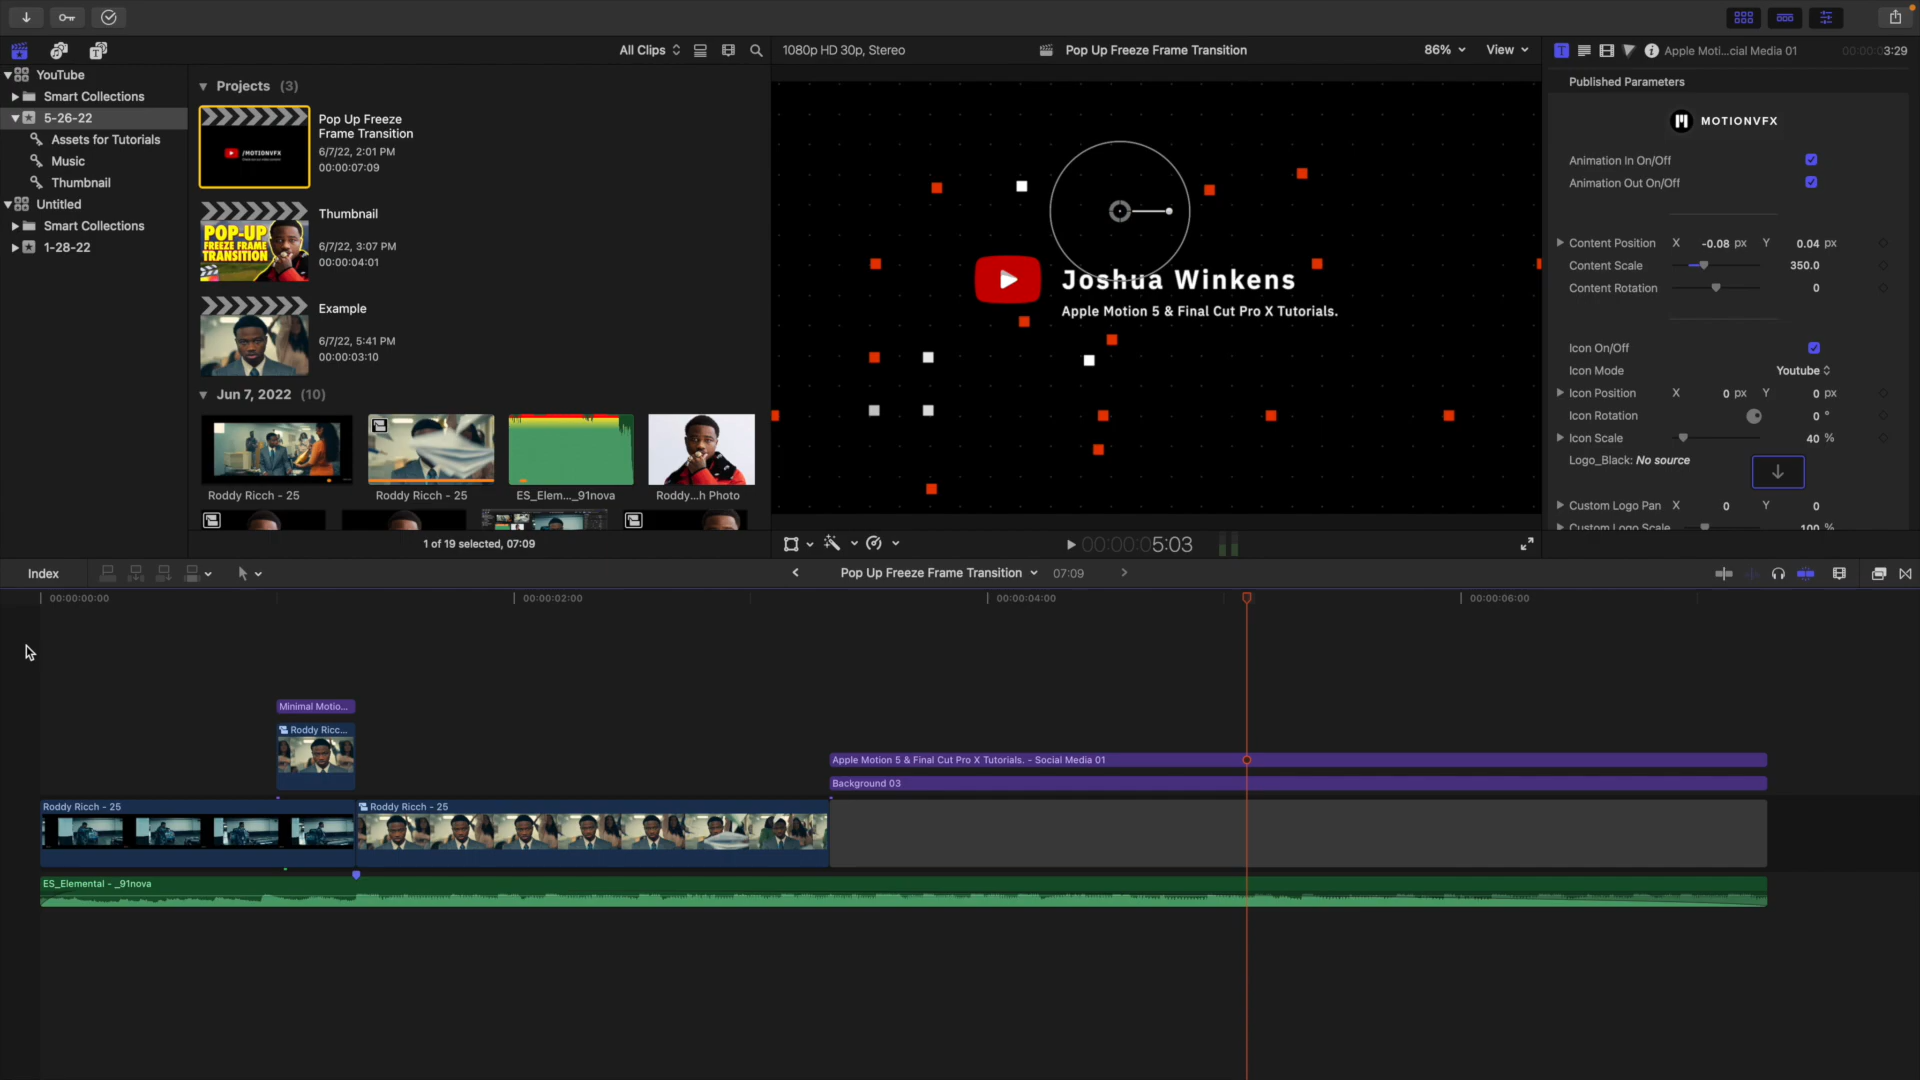 All Clips
1080p HD 30p, Stereo
Pop Up Freeze Frame Transition
86%
View
Apple Moti...cial Media 01
00:00:03:29
YouTube
Smart Collections
5-26-22
Assets for Tutorials
Music
Thumbnail
Untitled
Smart Collections
1-28-22
Projects (3)
/MOTIONVFX
Pop Up Freeze
Frame Transition
6/7/22, 2:01 PM
00:00:07:09
POP-UP
FREEZE FRAME
TRANSITION
Thumbnail
6/7/22, 3:07 PM
00:00:04:01
Example
6/7/22, 5:41 PM
00:00:03:10
Jun 7, 2022 (10)
Roddy Ricch - 25
Roddy Ricch - 25
ES_Elem..._91nova
Roddy...h Photo
1 of 19 selected, 07:09
Joshua Winkens
Apple Motion 5 & Final Cut Pro X Tutorials.
00:00:05:03
Published Parameters
MOTIONVFX
Animation In On/Off
Animation Out On/Off
Content Position X -0.08 px Y 0.04 px
Content Scale 350.0
Content Rotation 0
Icon On/Off
Icon Mode Youtube
Icon Position X 0 px Y 0 px
Icon Rotation 0 °
Icon Scale 40 %
Logo_Black: No source
Custom Logo Pan X 0 Y 0
Custom Logo Scale 100 %
Index
Pop Up Freeze Frame Transition
07:09
00:00:00:00
00:00:02:00
00:00:04:00
00:00:06:00
Minimal Motio...
Roddy Ricc...
Apple Motion 5 & Final Cut Pro X Tutorials. - Social Media 01
Background 03
Roddy Ricch - 25
Roddy Ricch - 25
ES_Elemental - _91nova